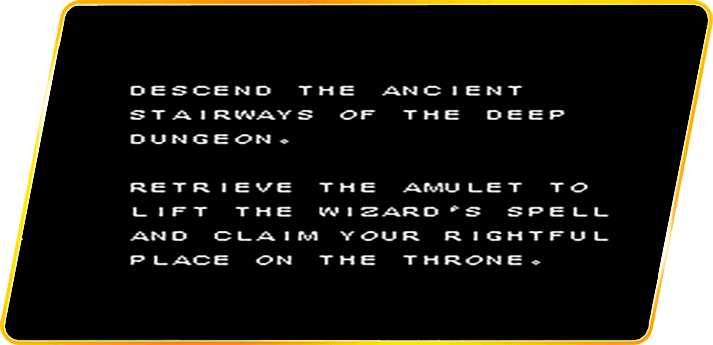 DESCEND THE ANCIENT
STAIRWAYS OF THE DEEP
DUNGEON.
RETRIEVE THE AMULET TO
LIFT THE WIZARD'S SPELL
AND CLAIM YOUR RIGHTFUL
PLACE ON THE THRONE.